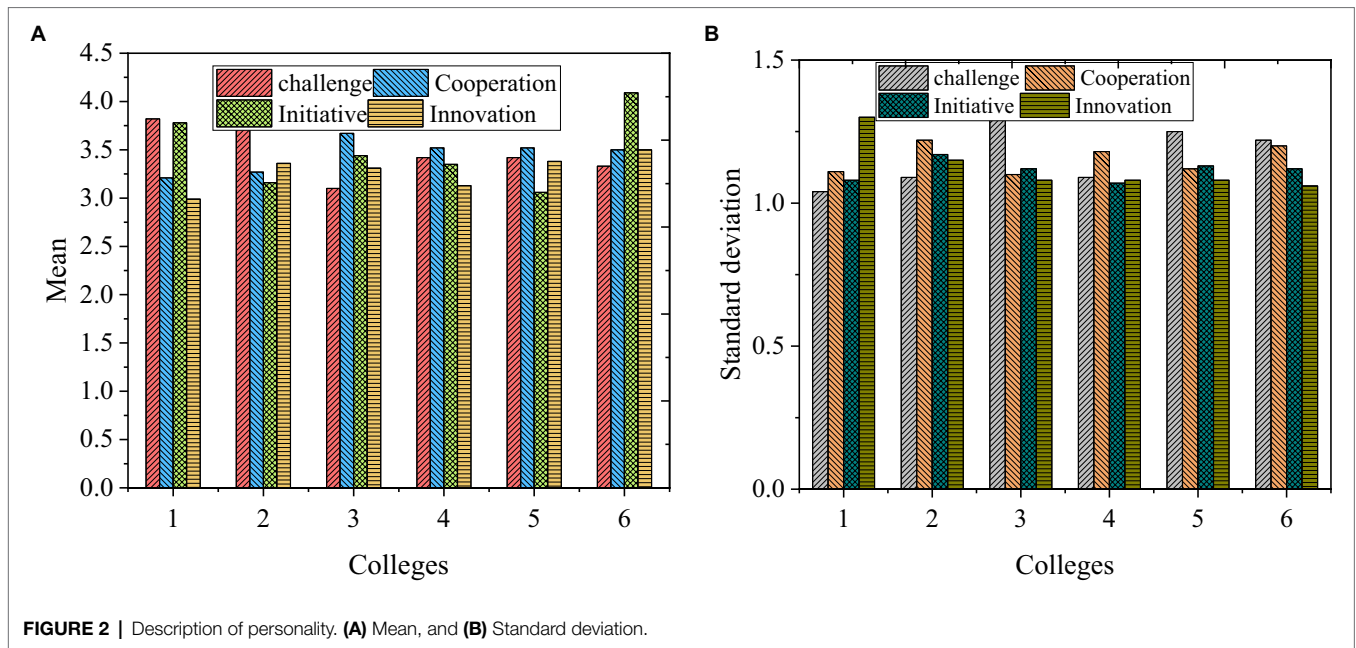 A
4.5
4.0
3.5
3.0
2.5
2.0
1.5
1.0
0.5
0.0
Mean
challenge Cooperation
Initiative Innovation
1 2 3 4 5 6
Colleges
B
1.5
1.0
0.5
0.0
Standard deviation
challenge Cooperation
Initiative Innovation
1 2 3 4 5 6
Colleges
FIGURE 2 | Description of personality. (A) Mean, and (B) Standard deviation.